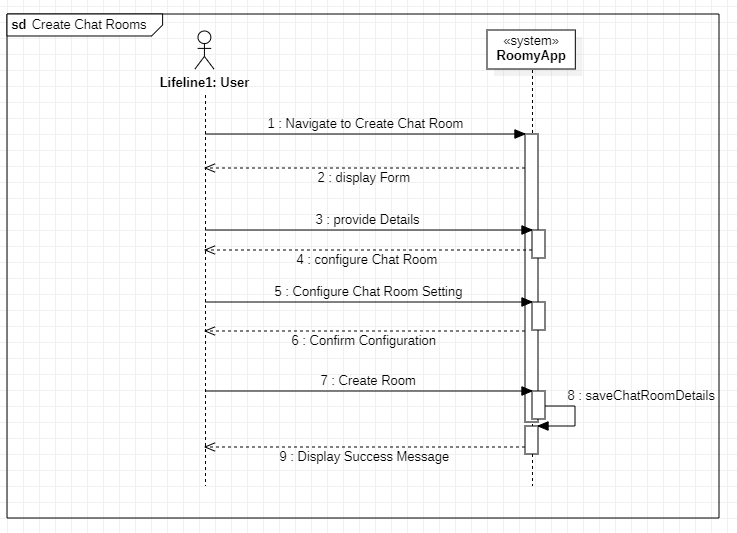 sd Create Chat Rooms
«system»
RoomyApp
Lifeline1: User
1 : Navigate to Create Chat Room
2 : display Form
3 : provide Details
4 : configure Chat Room
5 : Configure Chat Room Setting
6 : Confirm Configuration
7 : Create Room
8 : saveChatRoomDetails
9 : Display Success Message